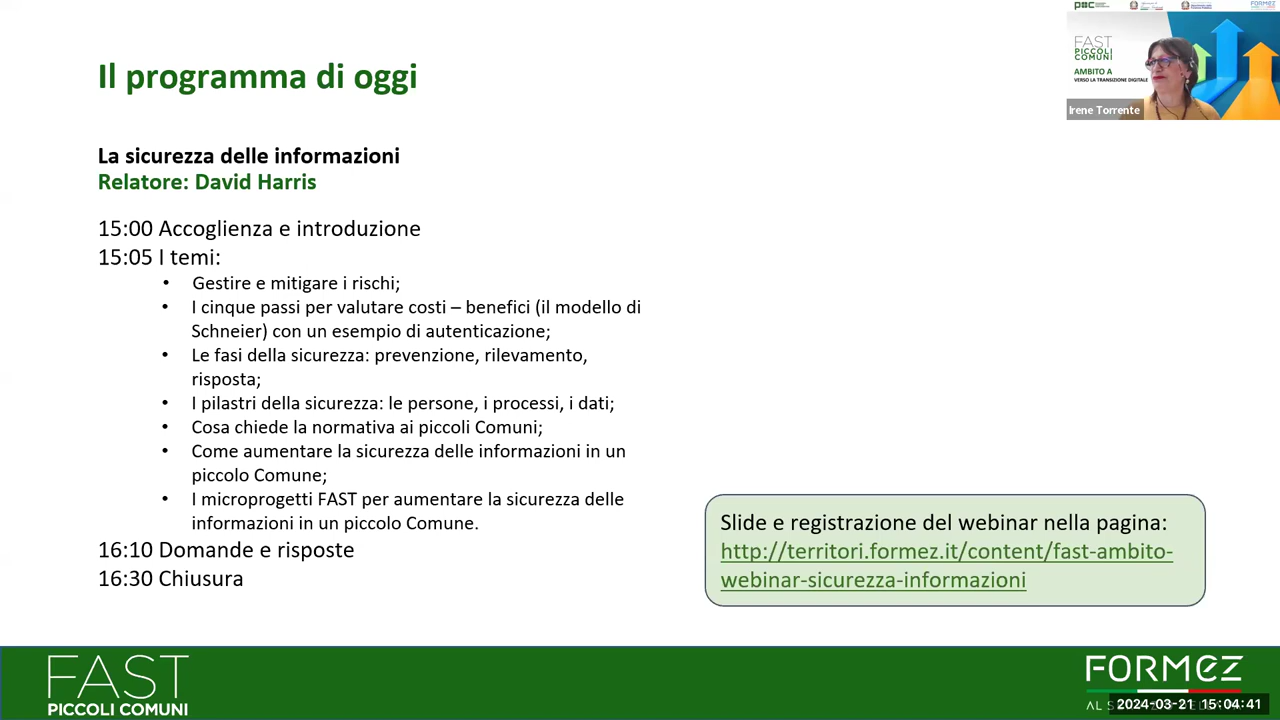 Il programma di oggi
La sicurezza delle informazioni
Relatore: David Harris
15:00 Accoglienza e introduzione
15:05 I temi:
• Gestire e mitigare i rischi;
• I cinque passi per valutare costi – benefici (il modello di
Schneier) con un esempio di autenticazione;
• Le fasi della sicurezza: prevenzione, rilevamento,
risposta;
• I pilastri della sicurezza: le persone, i processi, i dati;
• Cosa chiede la normativa ai piccoli Comuni;
• Come aumentare la sicurezza delle informazioni in un
piccolo Comune;
• I microprogetti FAST per aumentare la sicurezza delle
informazioni in un piccolo Comune.
16:10 Domande e risposte
16:30 Chiusura
Slide e registrazione del webinar nella pagina:
http://territori.formez.it/content/fast-ambito-
webinar-sicurezza-informazioni
FORMEZ
FAST
PICCOLI
COMUNI
AMBITO A
VERSO LA TRANSIZIONE DIGITALE
Irene Torrente
FAST
PICCOLI COMUNI
FORMEZ
2024-03-21 15:04:41